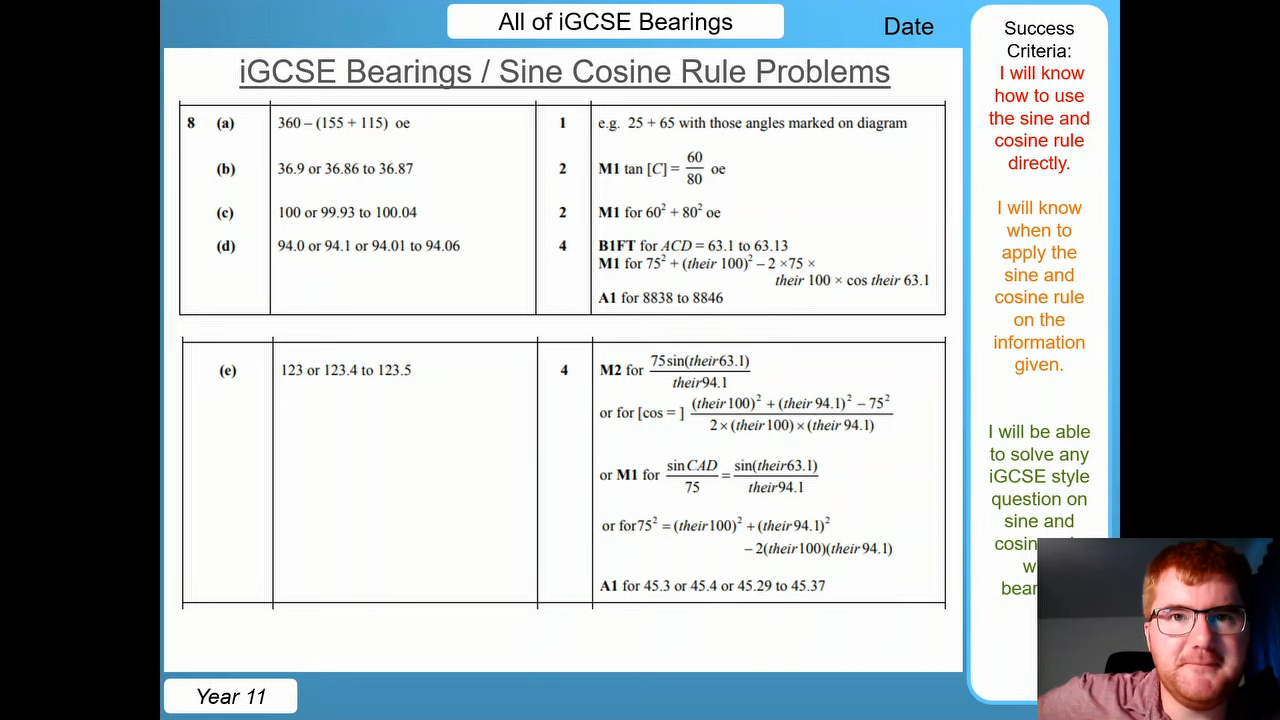 All of iGCSE Bearings
Date
iGCSE Bearings / Sine Cosine Rule Problems
8 (a) 360 – (155 + 115) oe 1 e.g. 25 + 65 with those angles marked on diagram
(b) 36.9 or 36.86 to 36.87 2 M1 tan [C] = 60/80 oe
(c) 100 or 99.93 to 100.04 2 M1 for 60² + 80² oe
(d) 94.0 or 94.1 or 94.01 to 94.06 4 B1FT for ACD = 63.1 to 63.13
M1 for 75² + (their 100)² – 2 ×75 ×
their 100 × cos their 63.1
A1 for 8838 to 8846
(e) 123 or 123.4 to 123.5 4 M2 for 75sin(their63.1)/their94.1
or for [cos = ] (their100)² + (their 94.1)² – 75²/2 × (their100) × (their 94.1)
or M1 for sin CAD/75 = sin(their63.1)/their94.1
or for 75² = (their100)² + (their94.1)²
– 2(their100)(their94.1)
A1 for 45.3 or 45.4 or 45.29 to 45.37
Success
Criteria:
I will know
how to use
the sine and
cosine rule
directly.
I will know
when to
apply the
sine and
cosine rule
on the
information
given.
I will be able
to solve any
iGCSE style
question on
sine and
Year 11